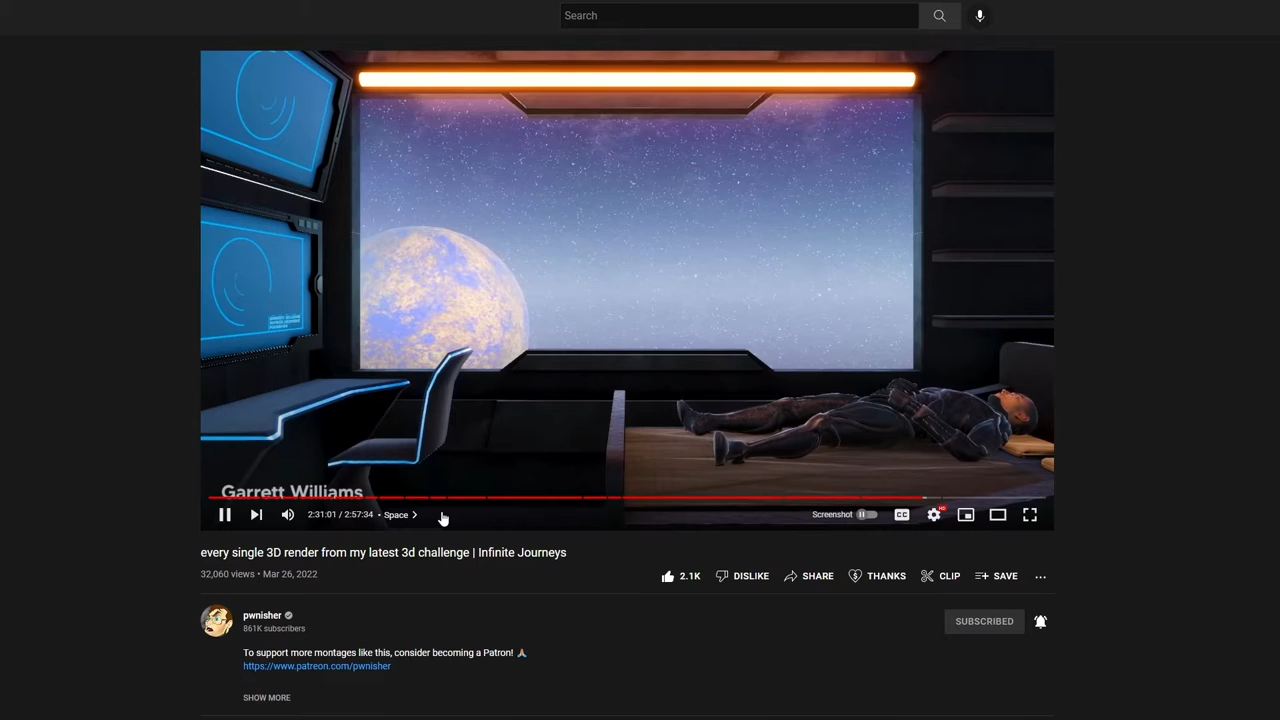 Search
Garrett Williams
2:31:01 / 2:57:34 • Space
Screenshot
CC
HD
every single 3D render from my latest 3d challenge | Infinite Journeys
32,060 views • Mar 26, 2022
2.1K
DISLIKE
SHARE
THANKS
CLIP
SAVE
pwnisher
861K subscribers
SUBSCRIBED
To support more montages like this, consider becoming a Patron! 🙏
https://www.patreon.com/pwnisher
SHOW MORE